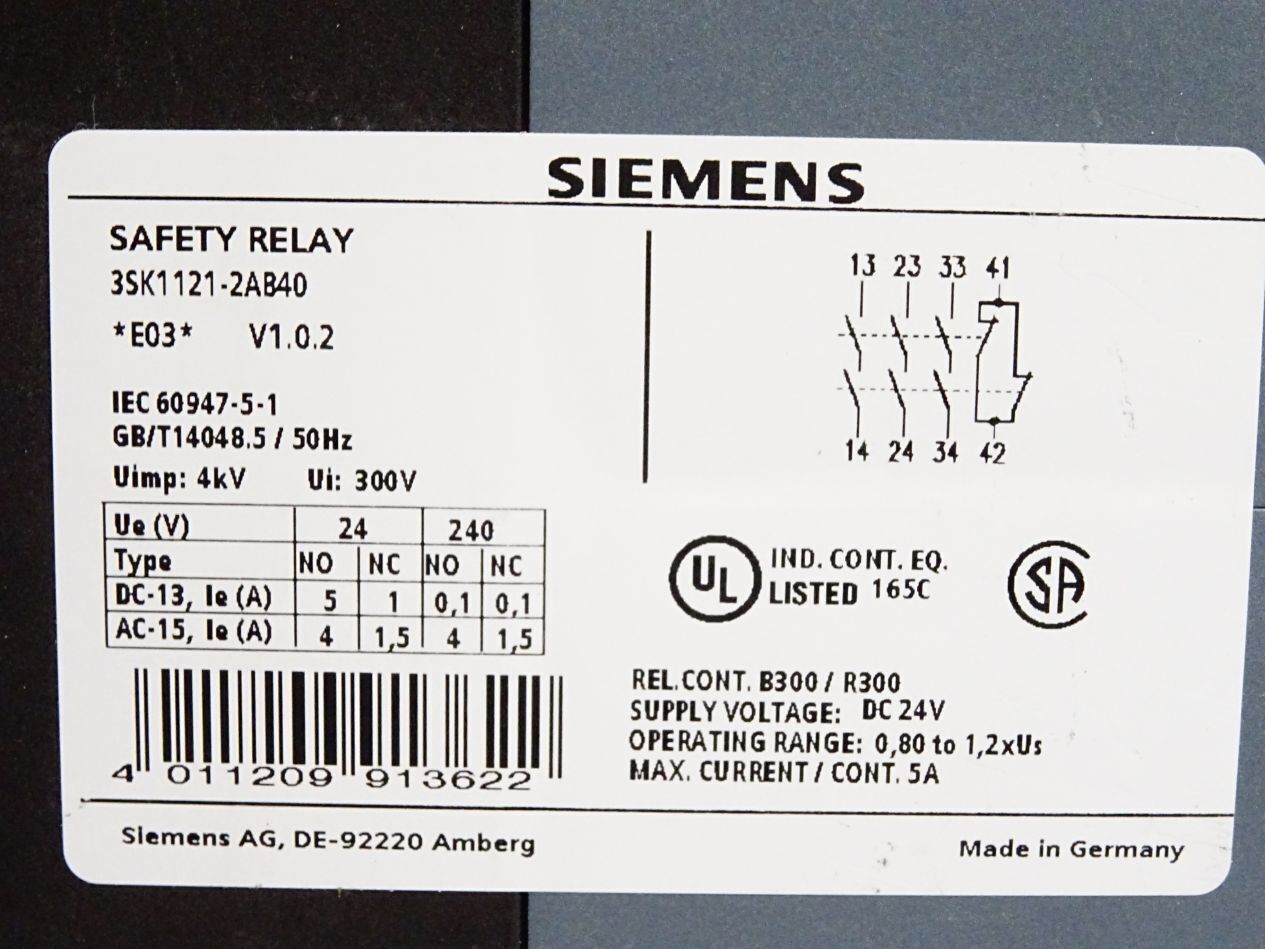 SIEMENS
SAFETY RELAY
3SK1121-2AB40
*E03* V1.0.2
IEC 60947-5-1
GB/T14048.5 / 50Hz
Uimp: 4kV Ui: 300V
Ue (V) 24 240
Type NO NC NO NC
DC-13, Ie (A) 5 1 0,1 0,1
AC-15, Ie (A) 4 1,5 4 1,5
4 011209 913622
13 23 33 41
14 24 34 42
UL IND. CONT. EQ.
LISTED 165C
SA
REL.CONT. B300 / R300
SUPPLY VOLTAGE: DC 24V
OPERATING RANGE: 0,80 to 1,2xUs
MAX. CURRENT / CONT. 5A
Siemens AG, DE-92220 Amberg
Made in Germany